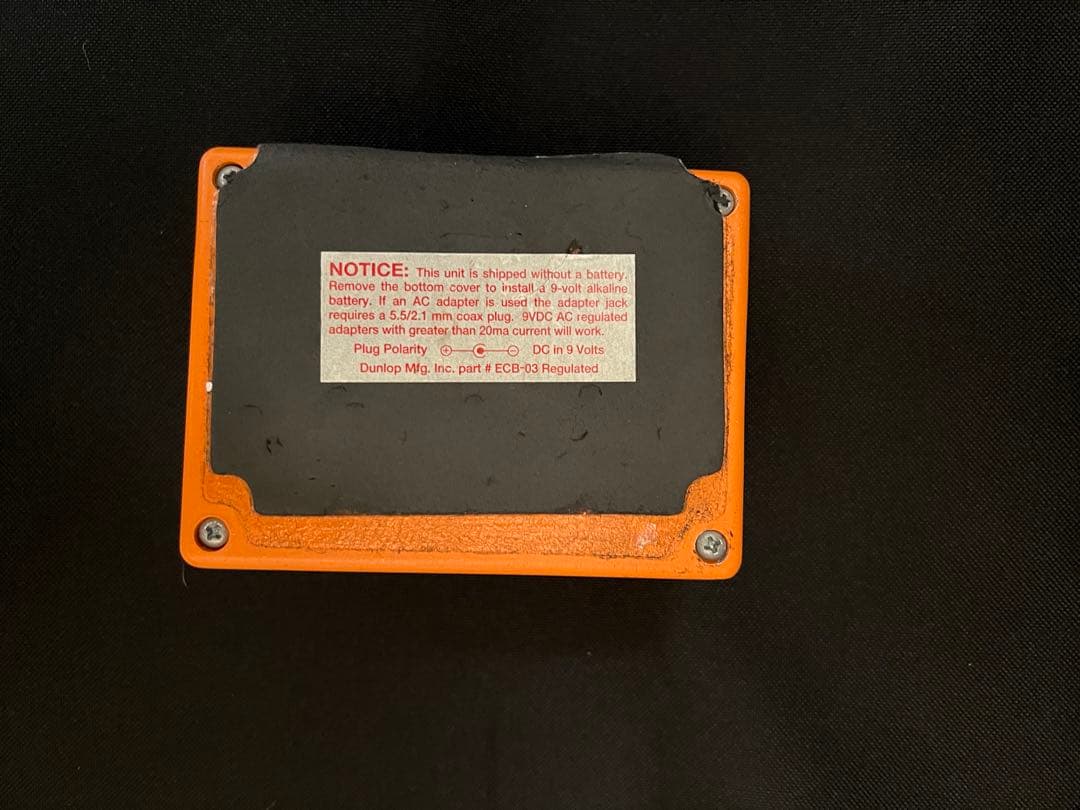 NOTICE: This unit is shipped without a battery.
Remove the bottom cover to install a 9-volt alkaline
battery. If an AC adapter is used the adapter jack
requires a 5.5/2.1 mm coax plug. 9VDC AC regulated
adapters with greater than 20ma current will work.
Plug Polarity + - DC in 9 Volts
Dunlop Mfg. Inc. part # ECB-03 Regulated